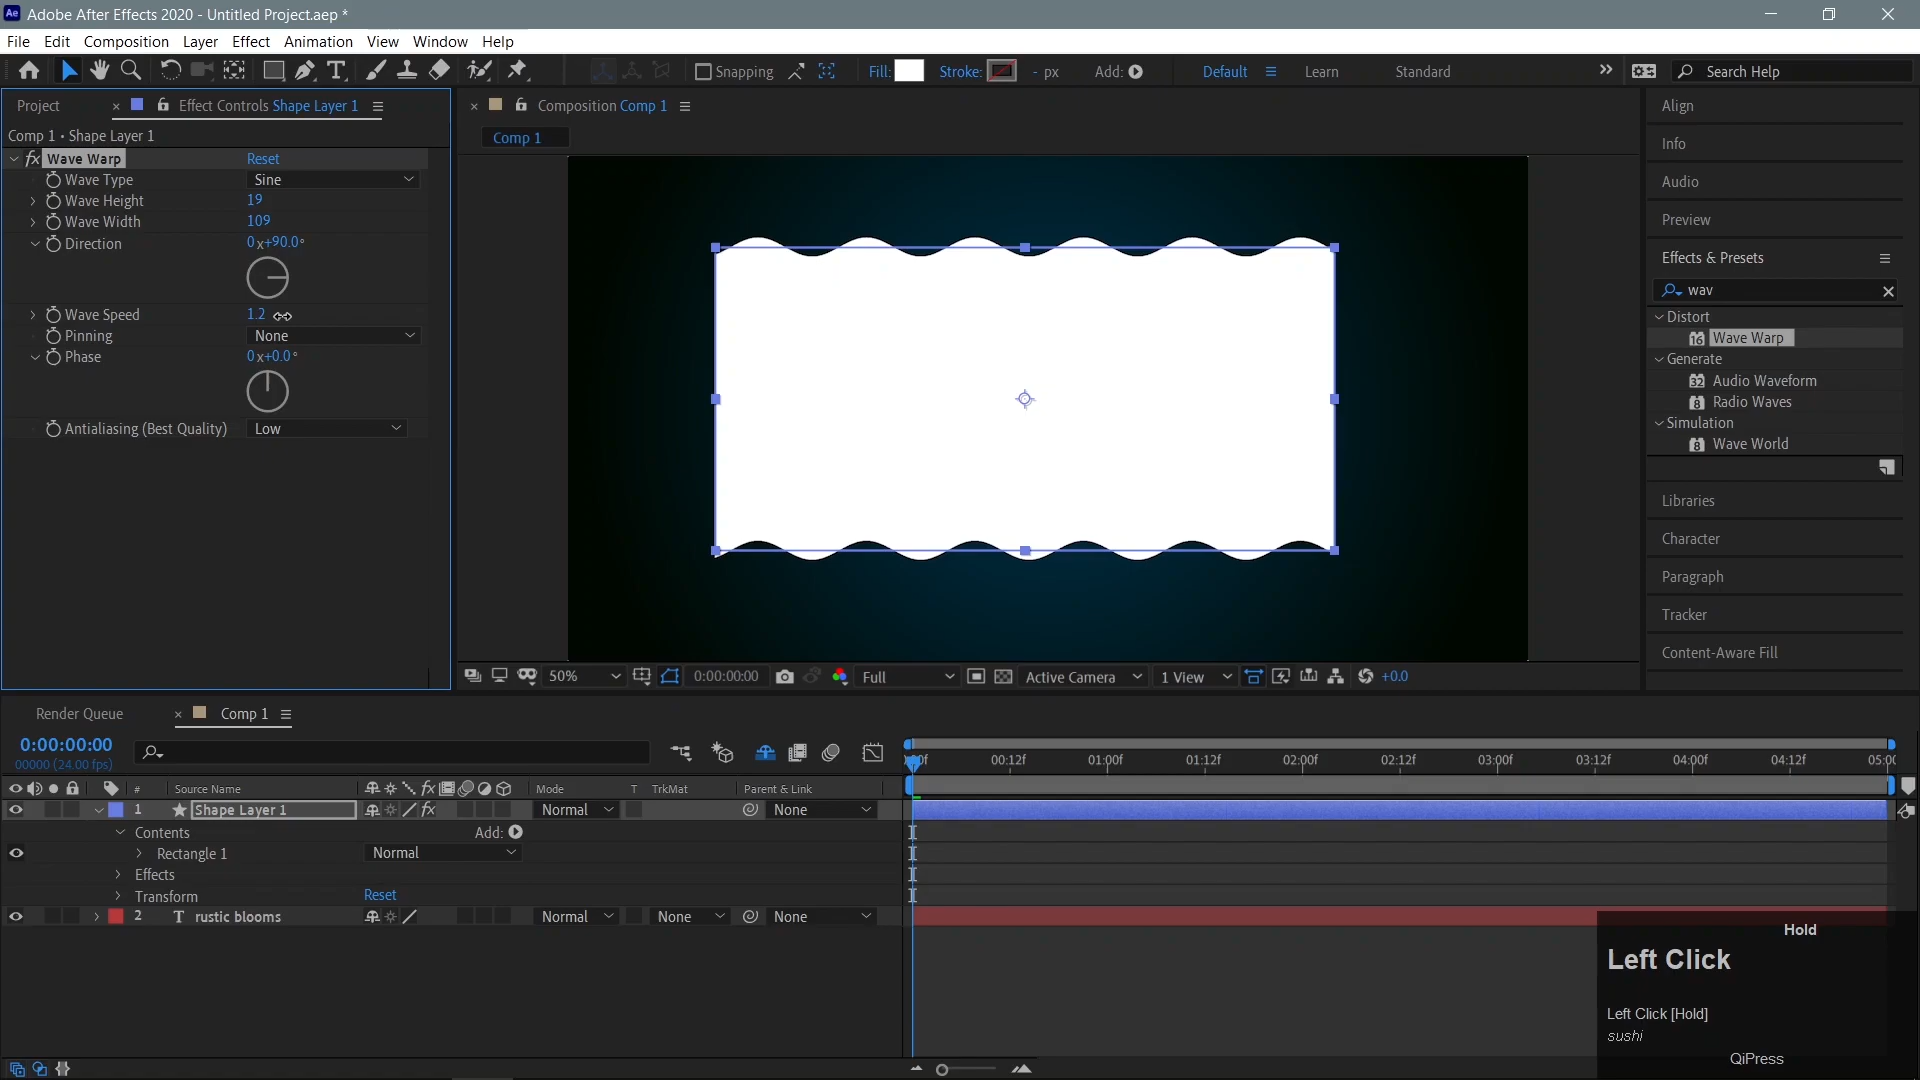 Adobe After Effects 2020 - Untitled Project.aep *
File Edit Composition Layer Effect Animation View Window Help
Snapping Fill: Stroke: - px Add: Default Learn Standard Search Help
Project Effect Controls Shape Layer 1
Comp 1 • Shape Layer 1
fx Wave Warp Reset
Wave Type Sine
Wave Height 19
Wave Width 109
Direction 0x+90.0°
Wave Speed 1.2
Pinning None
Phase 0x+0.0°
Antialiasing (Best Quality) Low
Composition Comp 1
Comp 1
50% 0:00:00:00 Full Active Camera 1 View +0.0
Align
Info
Audio
Preview
Effects & Presets
wav
Distort
16 Wave Warp
Generate
32 Audio Waveform
8 Radio Waves
Simulation
8 Wave World
Libraries
Character
Paragraph
Tracker
Content-Aware Fill
Render Queue Comp 1
0:00:00:00
00000 (24.00 fps)
00f 00:12f 01:00f 01:12f 02:00f 02:12f 03:00f 03:12f 04:00f 04:12f 05:00
# Source Name fx Mode T TrkMat Parent & Link
1 Shape Layer 1 fx Normal None
Contents Add:
Rectangle 1 Normal
Effects
Transform Reset
2 T rustic blooms Normal None None
Hold
Left Click
Left Click [Hold]
sushi
QiPress